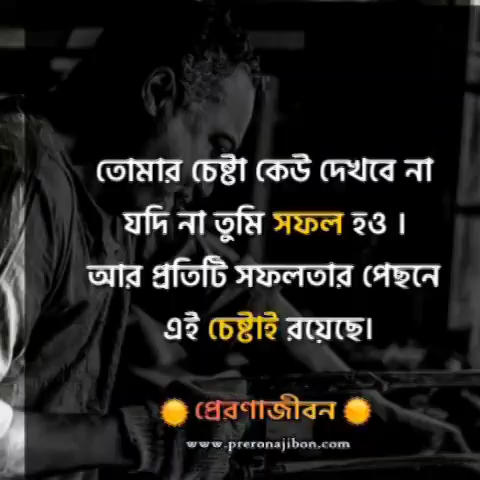 তোমার চেষ্টা কেউ দেখবে না
যদি না তুমি সফল হও ।
আর প্রতিটি সফলতার পেছনে
এই চেষ্টাই রয়েছে।
প্রেরণাজীবন
www.preronajibon.com